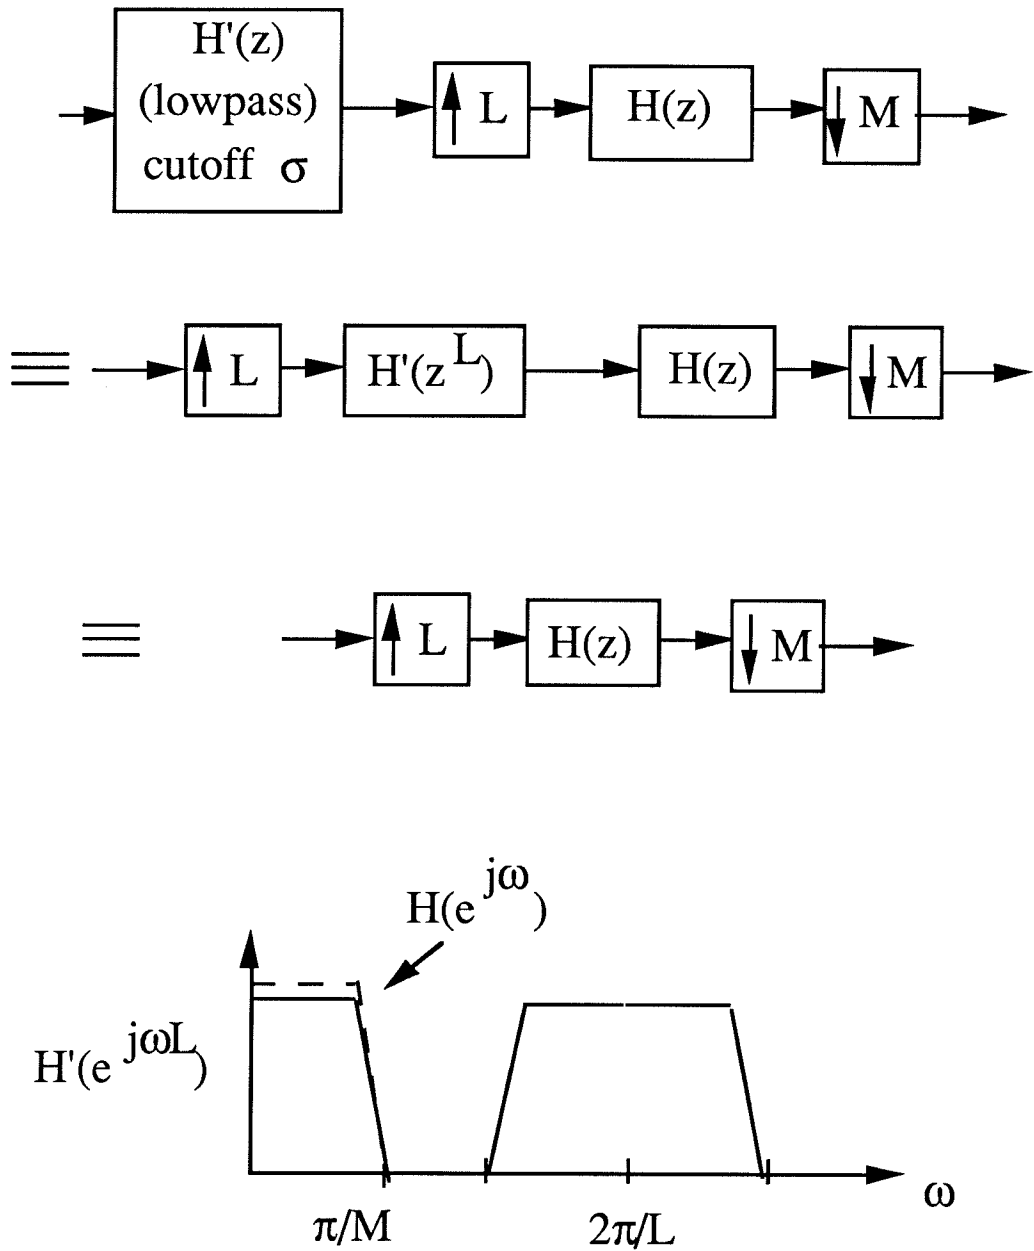 H'(z)
(lowpass)
cutoff σ
L
H(z)
M
≡
L
H'(z^L)
H(z)
M
≡
L
H(z)
M
H(e^jω)
H'(e^jωL)
π/M
2π/L
ω